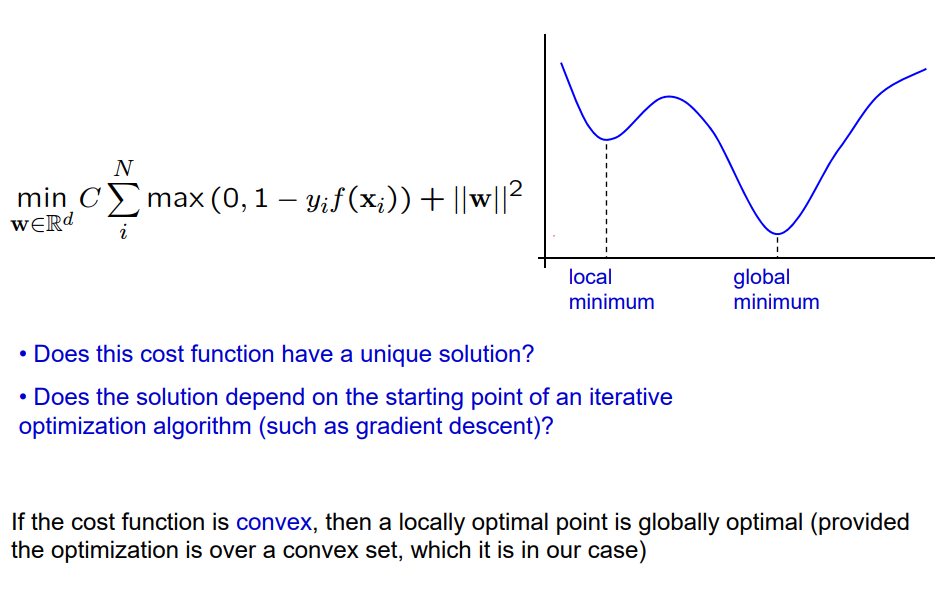 min_{w∈ℝ^d} C ∑_i^N max (0, 1 − y_i f(x_i)) + ||w||²
local
minimum
global
minimum
• Does this cost function have a unique solution?
• Does the solution depend on the starting point of an iterative
optimization algorithm (such as gradient descent)?
If the cost function is convex, then a locally optimal point is globally optimal (provided
the optimization is over a convex set, which it is in our case)